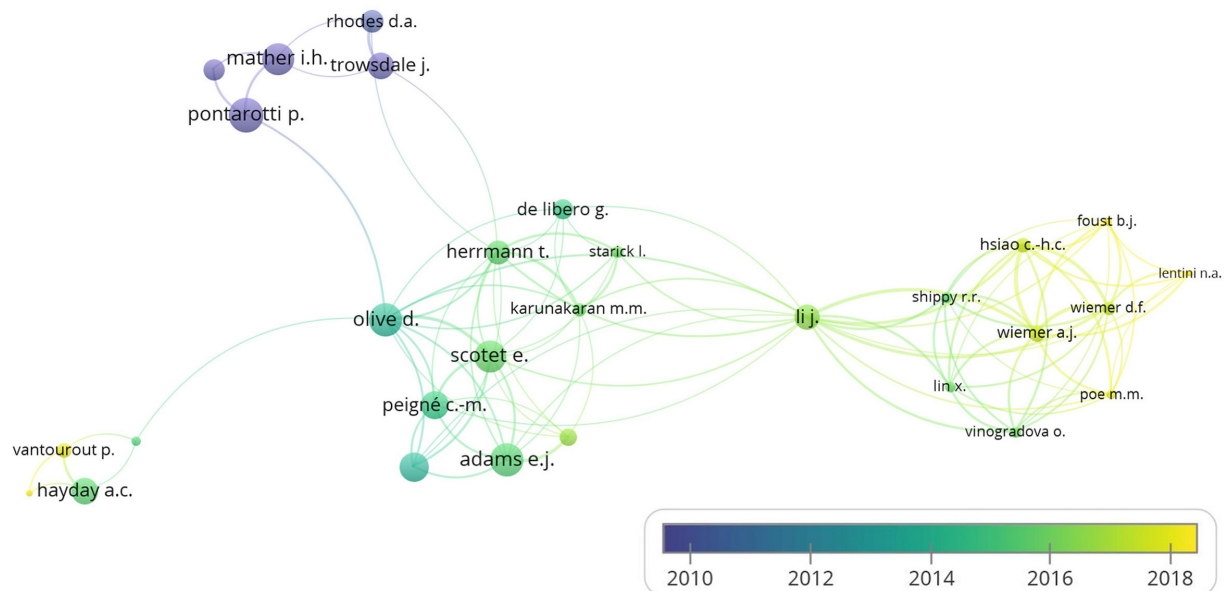 rhodes d.a.
mather i.h.
trowsdale j.
pontarotti p.
de libero g.
foust b.j.
herrmann t.
starick l.
hsiao c.-h.c.
lentini n.a.
shippy r.r.
karunakaran m.m.
wiemer d.f.
olive d.
li j.
wiemer a.j.
scotet e.
lin x.
poe m.m.
peigné c.-m.
vinogradova o.
vantourout p.
adams e.j.
hayday a.c.
2010 2012 2014 2016 2018